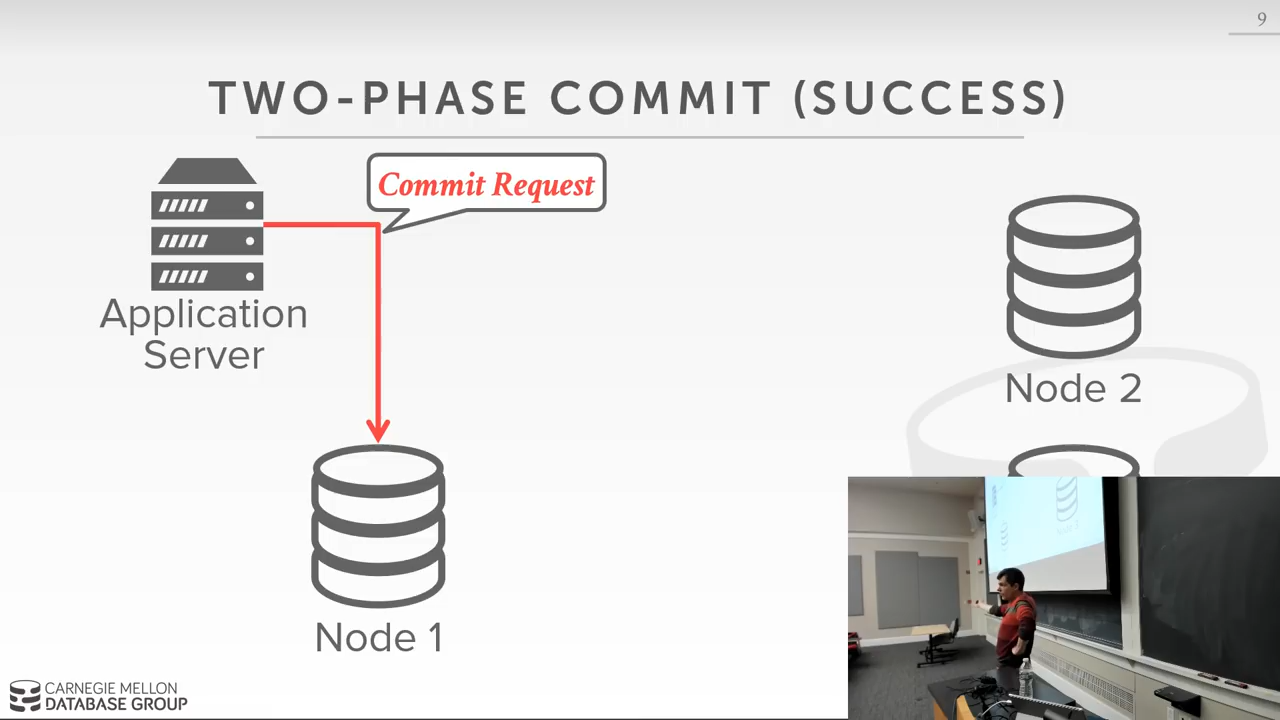 9
TWO-PHASE COMMIT (SUCCESS)
Commit Request
Application
Server
Node 2
Node 1
CARNEGIE MELLON
DATABASE GROUP